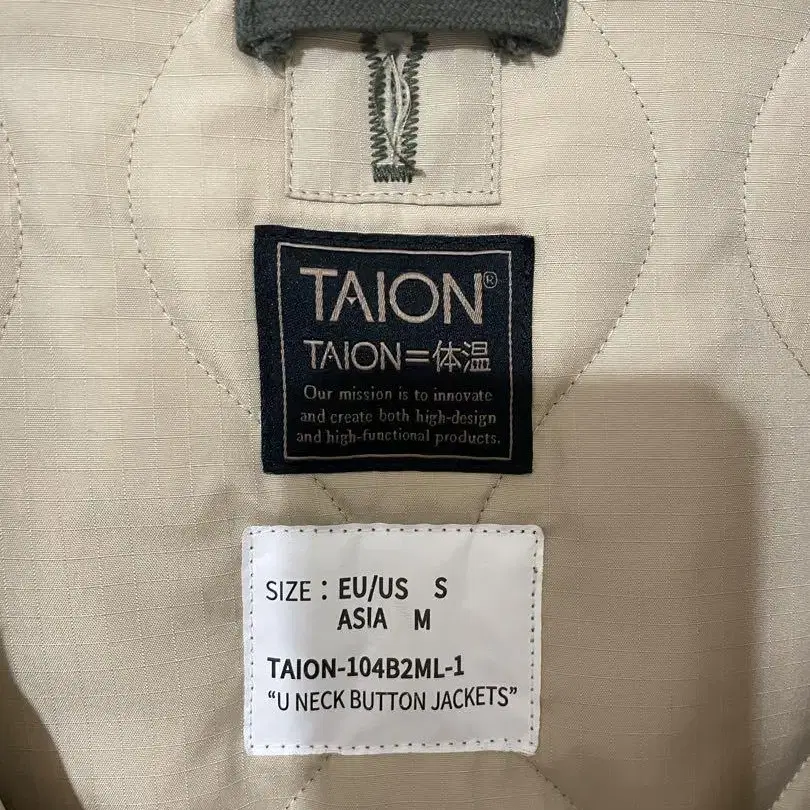 TAION®
TAION=体温
Our mission is to innovate
and create both high-design
and high-functional products.
SIZE : EU/US S
ASIA M
TAION-104B2ML-1
“U NECK BUTTON JACKETS”